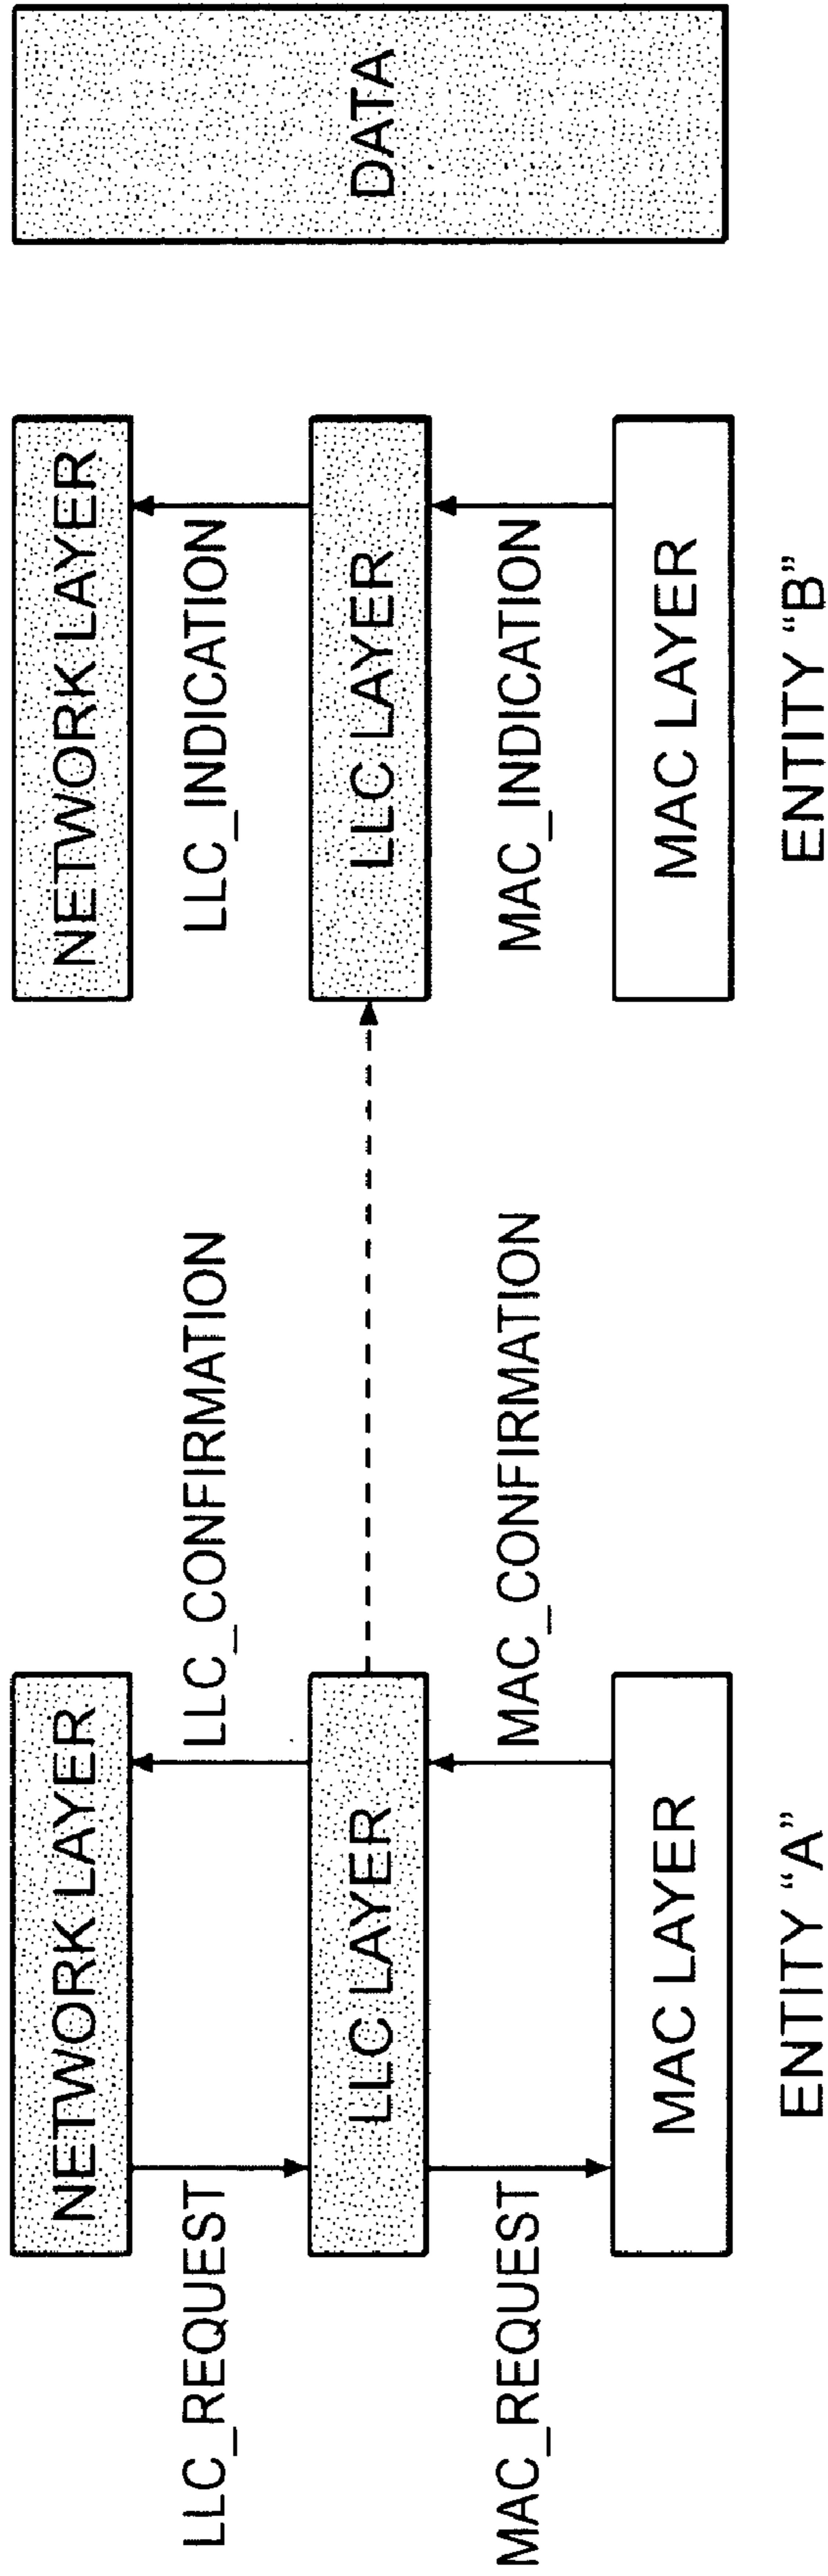 NETWORK LAYER
NETWORK LAYER
DATA
LLC_REQUEST
LLC_CONFIRMATION
LLC_INDICATION
LLC LAYER
LLC LAYER
MAC_REQUEST
MAC_CONFIRMATION
MAC_INDICATION
MAC LAYER
MAC LAYER
ENTITY “A”
ENTITY “B”